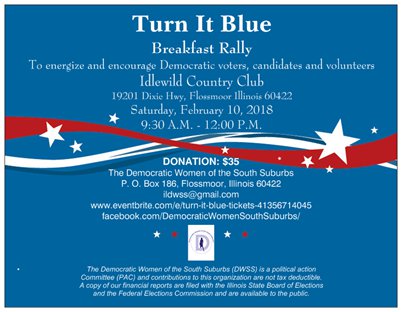 Turn It Blue
Breakfast Rally
To energize and encourage Democratic voters, candidates and volunteers
Idlewild Country Club
19201 Dixie Hwy, Flossmoor Illinois 60422
Saturday, February 10, 2018
9:30 A.M. - 12:00 P.M.
DONATION: $35
The Democratic Women of the South Suburbs
P. O. Box 186, Flossmoor, Illinois 60422
ildwss@gmail.com
www.eventbrite.com/e/turn-it-blue-tickets-41356714045
facebook.com/DemocraticWomenSouthSuburbs/
The Democratic Women of the South Suburbs (DWSS) is a political action
Committee (PAC) and contributions to this organization are not tax deductible.
A copy of our financial reports are filed with the Illinois State Board of Elections
and the Federal Elections Commission and are available to the public.